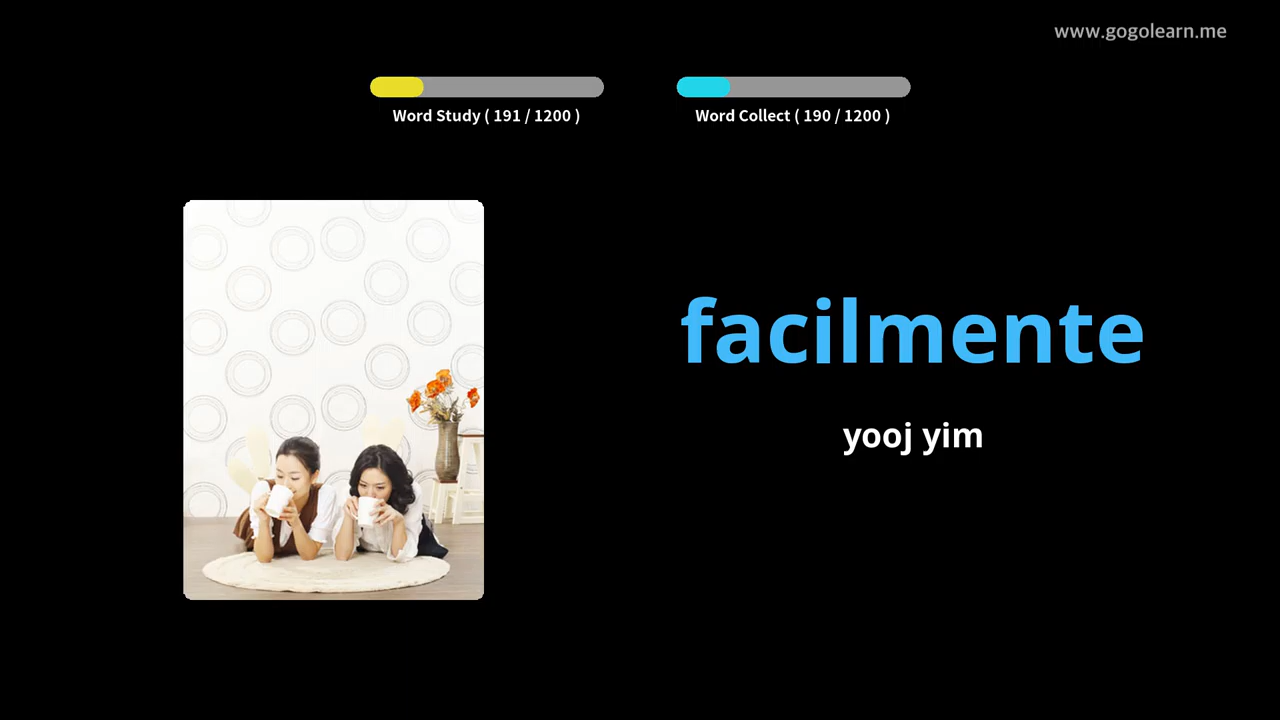 www.gogolearn.me
Word Study ( 191 / 1200 )
Word Collect ( 190 / 1200 )
facilmente
yooj yim